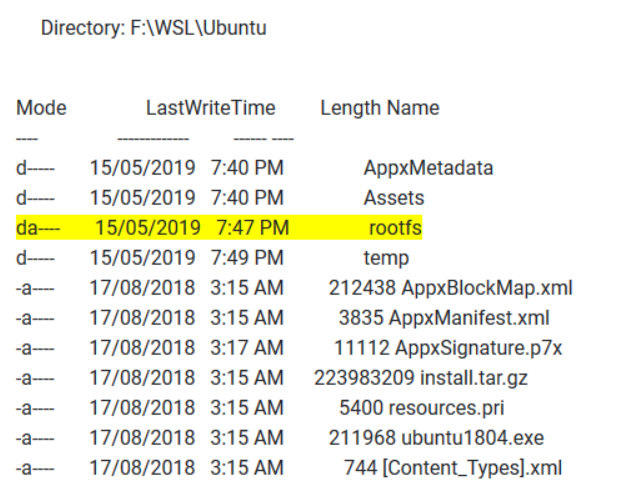 Directory: F:\WSL\Ubuntu
Mode LastWriteTime Length Name
---- ------------- ------ ----
d----- 15/05/2019 7:40 PM AppxMetadata
d----- 15/05/2019 7:40 PM Assets
da---- 15/05/2019 7:47 PM rootfs
d----- 15/05/2019 7:49 PM temp
-a---- 17/08/2018 3:15 AM 212438 AppxBlockMap.xml
-a---- 17/08/2018 3:15 AM 3835 AppxManifest.xml
-a---- 17/08/2018 3:17 AM 11112 AppxSignature.p7x
-a---- 17/08/2018 3:15 AM 223983209 install.tar.gz
-a---- 17/08/2018 3:15 AM 5400 resources.pri
-a---- 17/08/2018 3:15 AM 211968 ubuntu1804.exe
-a---- 17/08/2018 3:15 AM 744 [Content_Types].xml